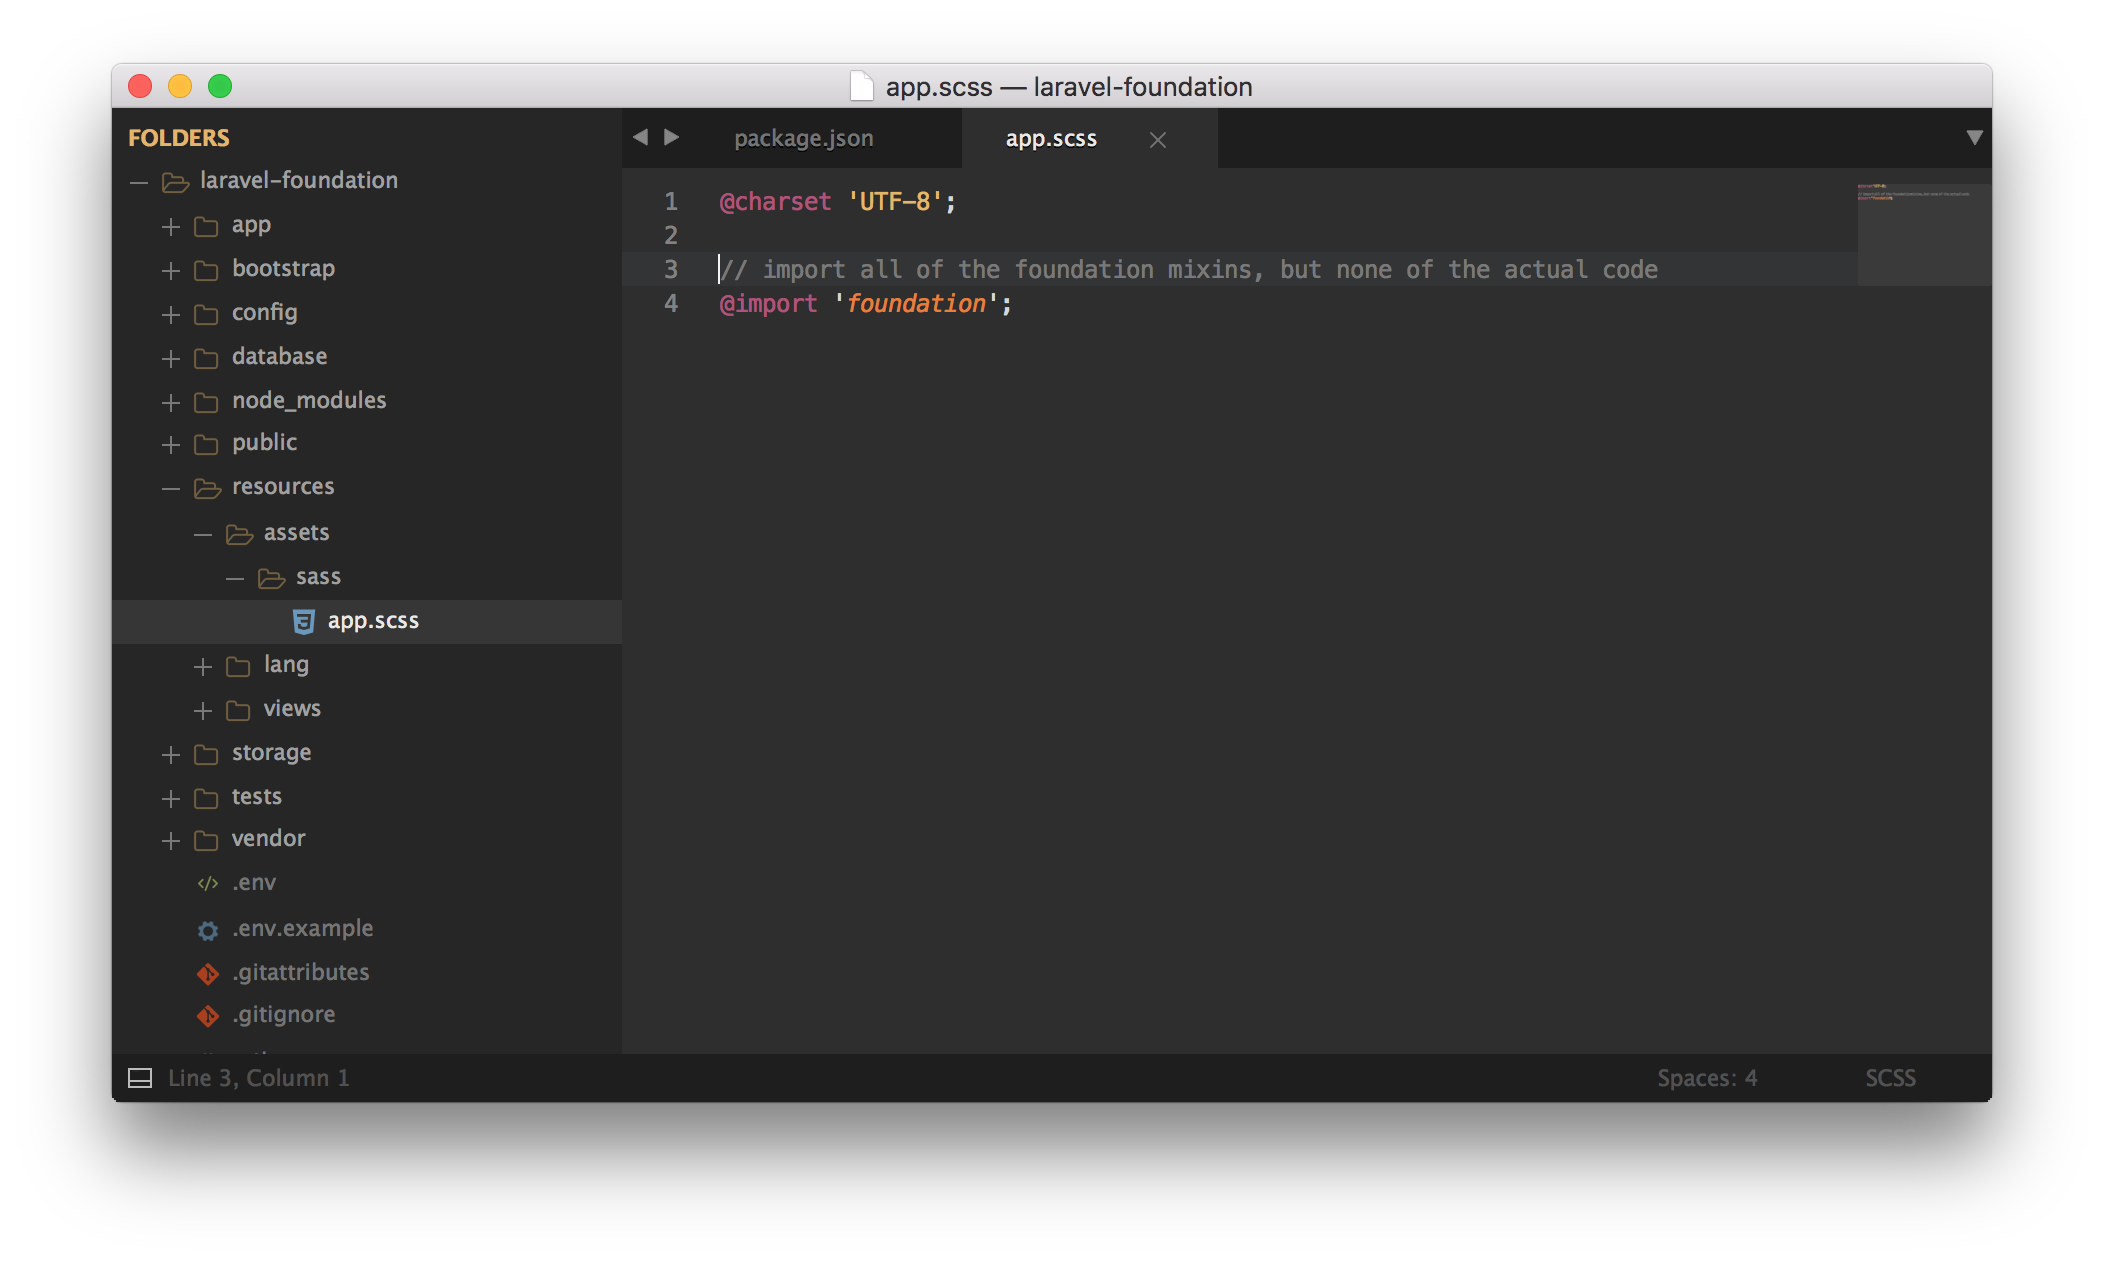 app.scss — laravel-foundation
FOLDERS
laravel-foundation
app
bootstrap
config
database
node_modules
public
resources
assets
sass
app.scss
lang
views
storage
tests
vendor
.env
.env.example
.gitattributes
.gitignore
package.json
app.scss
1 @charset 'UTF-8';
2
3 // import all of the foundation mixins, but none of the actual code
4 @import 'foundation';
Line 3, Column 1
Spaces: 4
SCSS